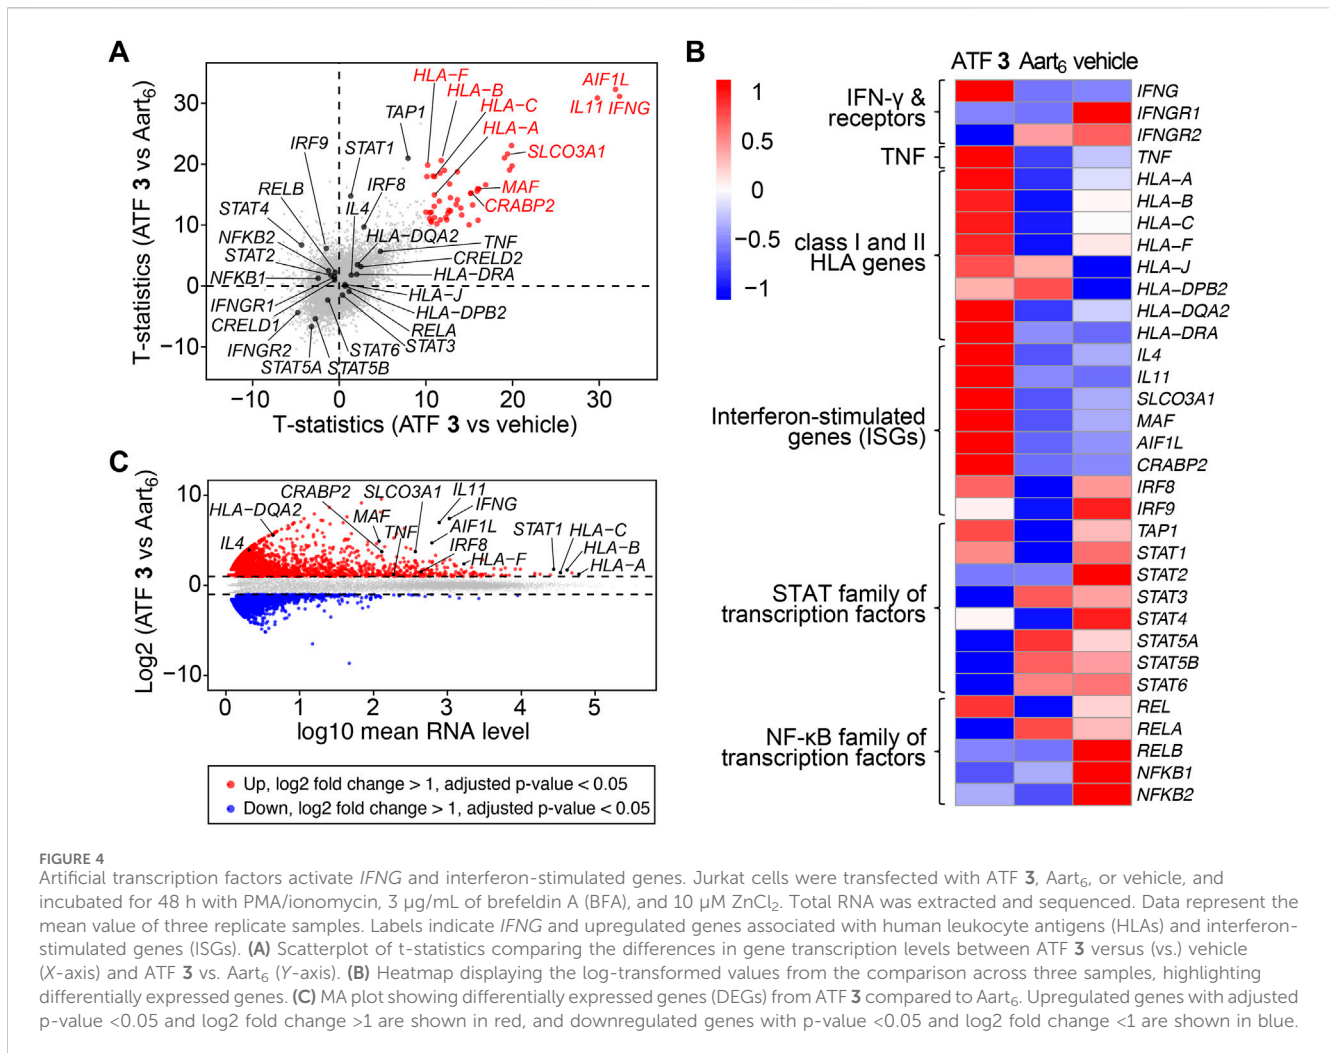 A
T-statistics (ATF 3 vs Aart6)
30
20
10
0
−10
HLA−F
HLA−B
HLA−C
HLA−A
AIF1L
IL11 IFNG
TAP1
SLCO3A1
MAF
CRABP2
IRF9
STAT1
RELB
IRF8
STAT4
IL4
NFKB2
HLA−DQA2
TNF
STAT2
CRELD2
NFKB1
HLA−DRA
IFNGR1
HLA−J
CRELD1
HLA−DPB2
IFNGR2
RELA
STAT6
STAT3
STAT5A
STAT5B
−10 0 10 20 30
T-statistics (ATF 3 vs vehicle)
B
ATF 3 Aart6 vehicle
1
0.5
0
−0.5
−1
IFN-γ &
receptors
TNF
class I and II
HLA genes
Interferon-stimulated
genes (ISGs)
STAT family of
transcription factors
NF-κB family of
transcription factors
IFNG
IFNGR1
IFNGR2
TNF
HLA−A
HLA−B
HLA−C
HLA−F
HLA−J
HLA−DPB2
HLA−DQA2
HLA−DRA
IL4
IL11
SLCO3A1
MAF
AIF1L
CRABP2
IRF8
IRF9
TAP1
STAT1
STAT2
STAT3
STAT4
STAT5A
STAT5B
STAT6
REL
RELA
RELB
NFKB1
NFKB2
C
Log2 (ATF 3 vs Aart6)
10
0
−10
CRABP2
SLCO3A1
IL11
IFNG
HLA−DQA2
MAF
TNF
AIF1L
STAT1
HLA−C
IL4
IRF8
HLA−B
HLA−F
HLA−A
0 1 2 3 4 5
log10 mean RNA level
Up, log2 fold change > 1, adjusted p-value < 0.05
Down, log2 fold change > 1, adjusted p-value < 0.05
FIGURE 4
Artificial transcription factors activate IFNG and interferon-stimulated genes. Jurkat cells were transfected with ATF 3, Aart6, or vehicle, and
incubated for 48 h with PMA/ionomycin, 3 μg/mL of brefeldin A (BFA), and 10 μM ZnCl2. Total RNA was extracted and sequenced. Data represent the
mean value of three replicate samples. Labels indicate IFNG and upregulated genes associated with human leukocyte antigens (HLAs) and interferon-
stimulated genes (ISGs). (A) Scatterplot of t-statistics comparing the differences in gene transcription levels between ATF 3 versus (vs.) vehicle
(X-axis) and ATF 3 vs. Aart6 (Y-axis). (B) Heatmap displaying the log-transformed values from the comparison across three samples, highlighting
differentially expressed genes. (C) MA plot showing differentially expressed genes (DEGs) from ATF 3 compared to Aart6. Upregulated genes with adjusted
p-value <0.05 and log2 fold change >1 are shown in red, and downregulated genes with p-value <0.05 and log2 fold change <1 are shown in blue.